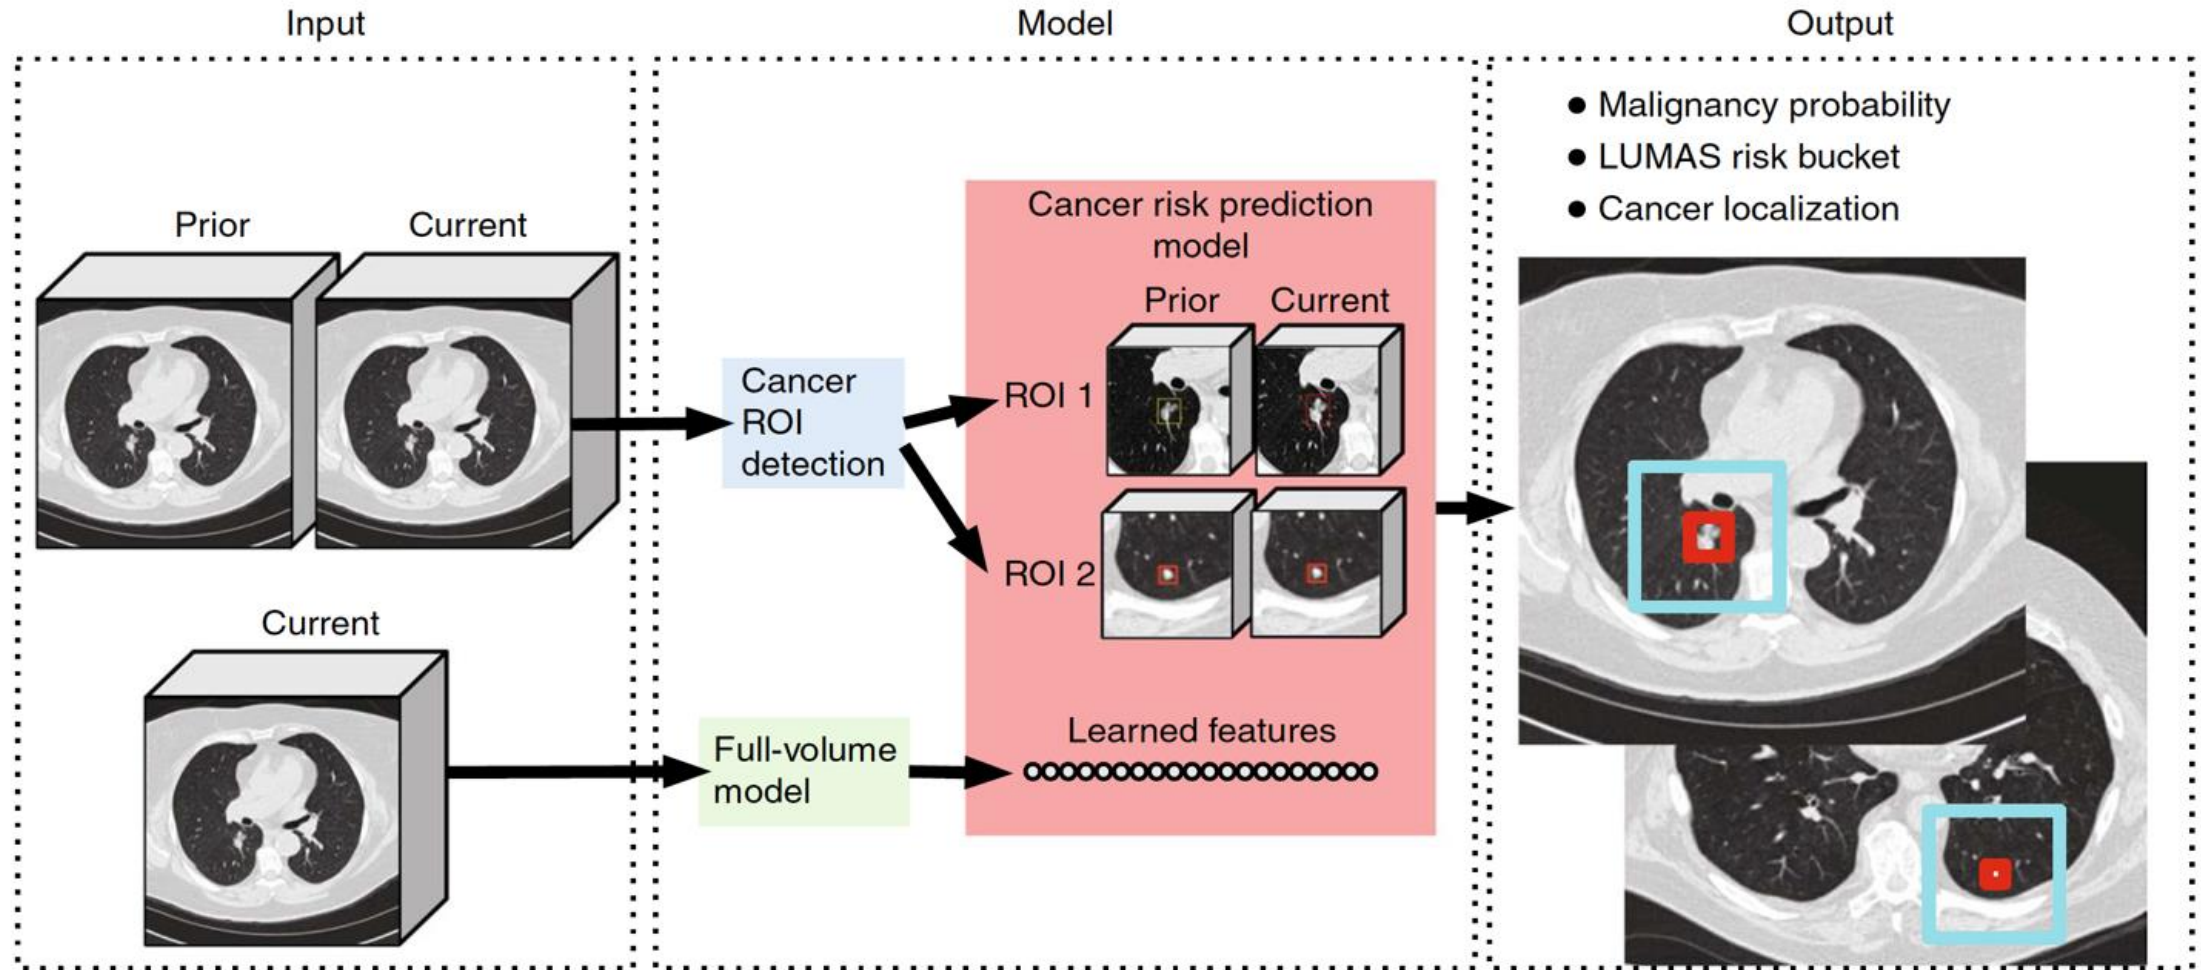 Input
Model
Output
Prior
Current
Current
Cancer
ROI
detection
Full-volume
model
Cancer risk prediction
model
Prior
Current
ROI 1
ROI 2
Learned features
● Malignancy probability
● LUMAS risk bucket
● Cancer localization